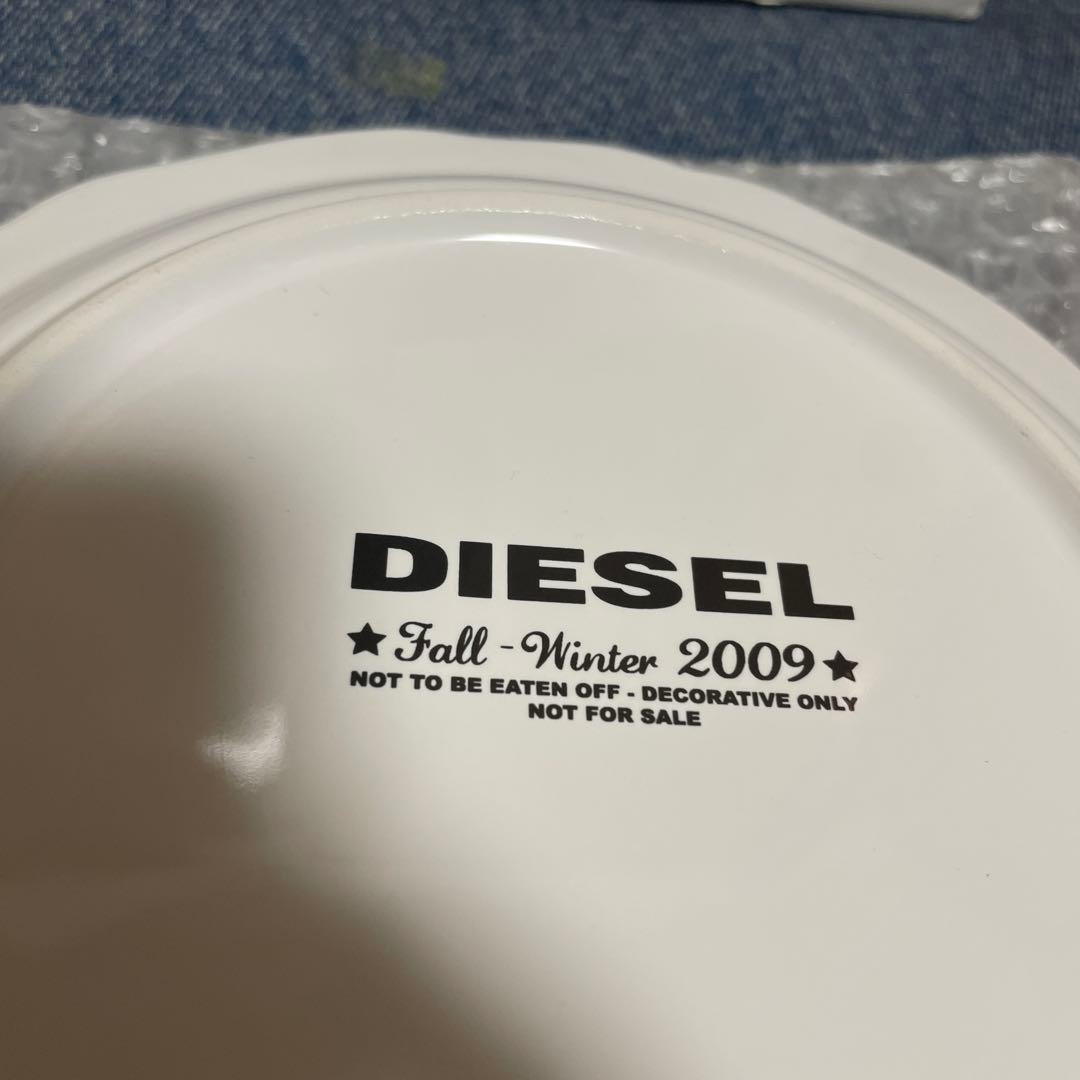 DIESEL
★ Fall - Winter 2009 ★
NOT TO BE EATEN OFF - DECORATIVE ONLY
NOT FOR SALE